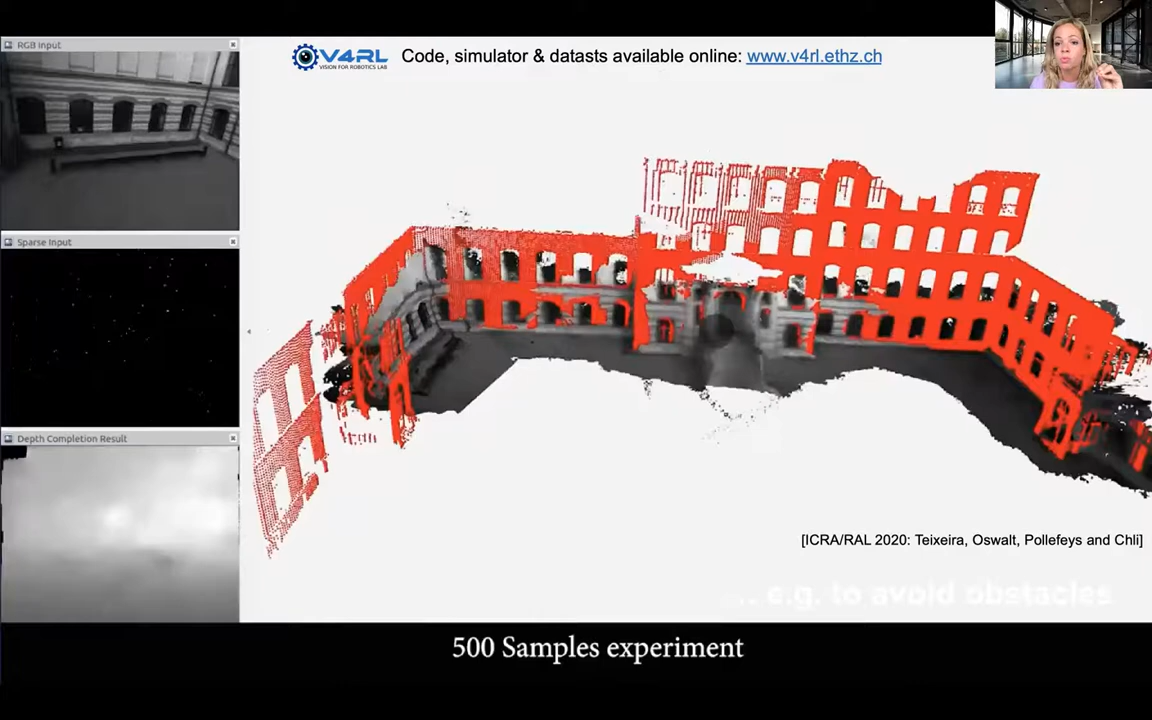 RGB Input
V4RL
VISION FOR ROBOTICS LAB
Code, simulator & datasts available online: www.v4rl.ethz.ch
Sparse Input
Depth Completion Result
[ICRA/RAL 2020: Teixeira, Oswalt, Pollefeys and Chli]
... e.g. to avoid obstacles
500 Samples experiment